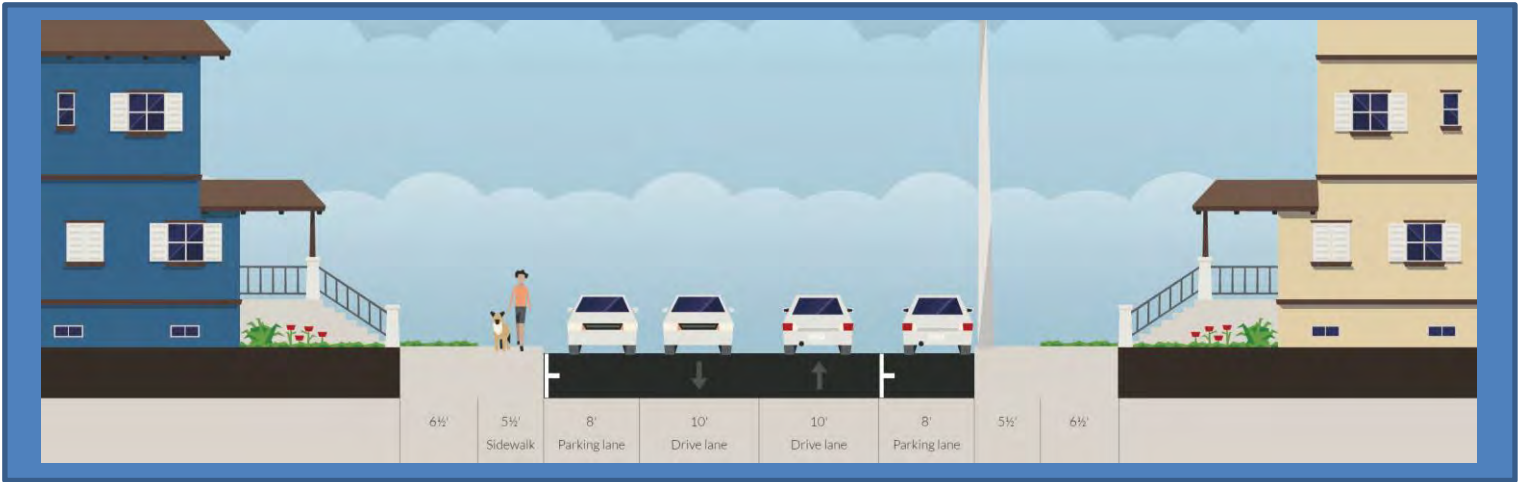 6½' 5½' 8' 10' 10' 8' 5½' 6½'
Sidewalk Parking lane Drive lane Drive lane Parking lane